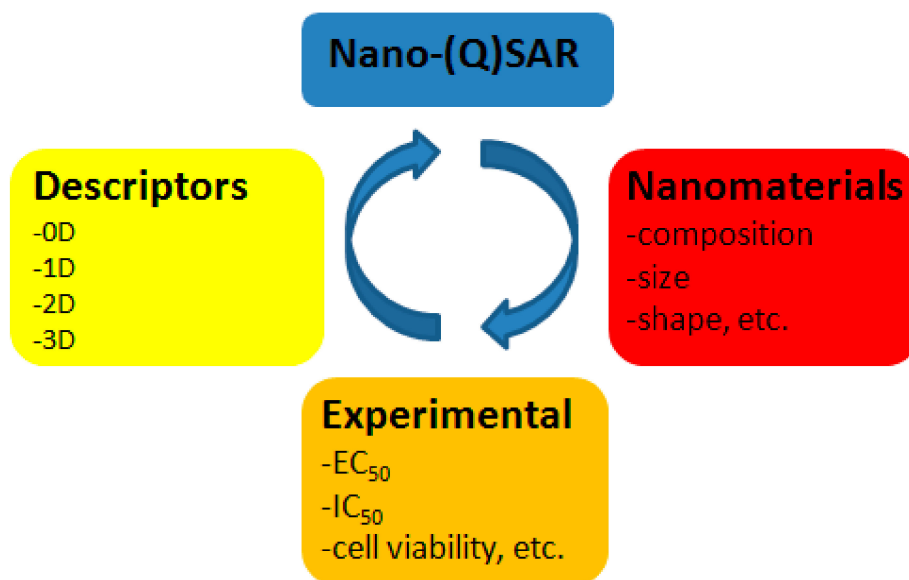 Nano-(Q)SAR
Descriptors
-0D
-1D
-2D
-3D
Nanomaterials
-composition
-size
-shape, etc.
Experimental
-EC₅₀
-IC₅₀
-cell viability, etc.